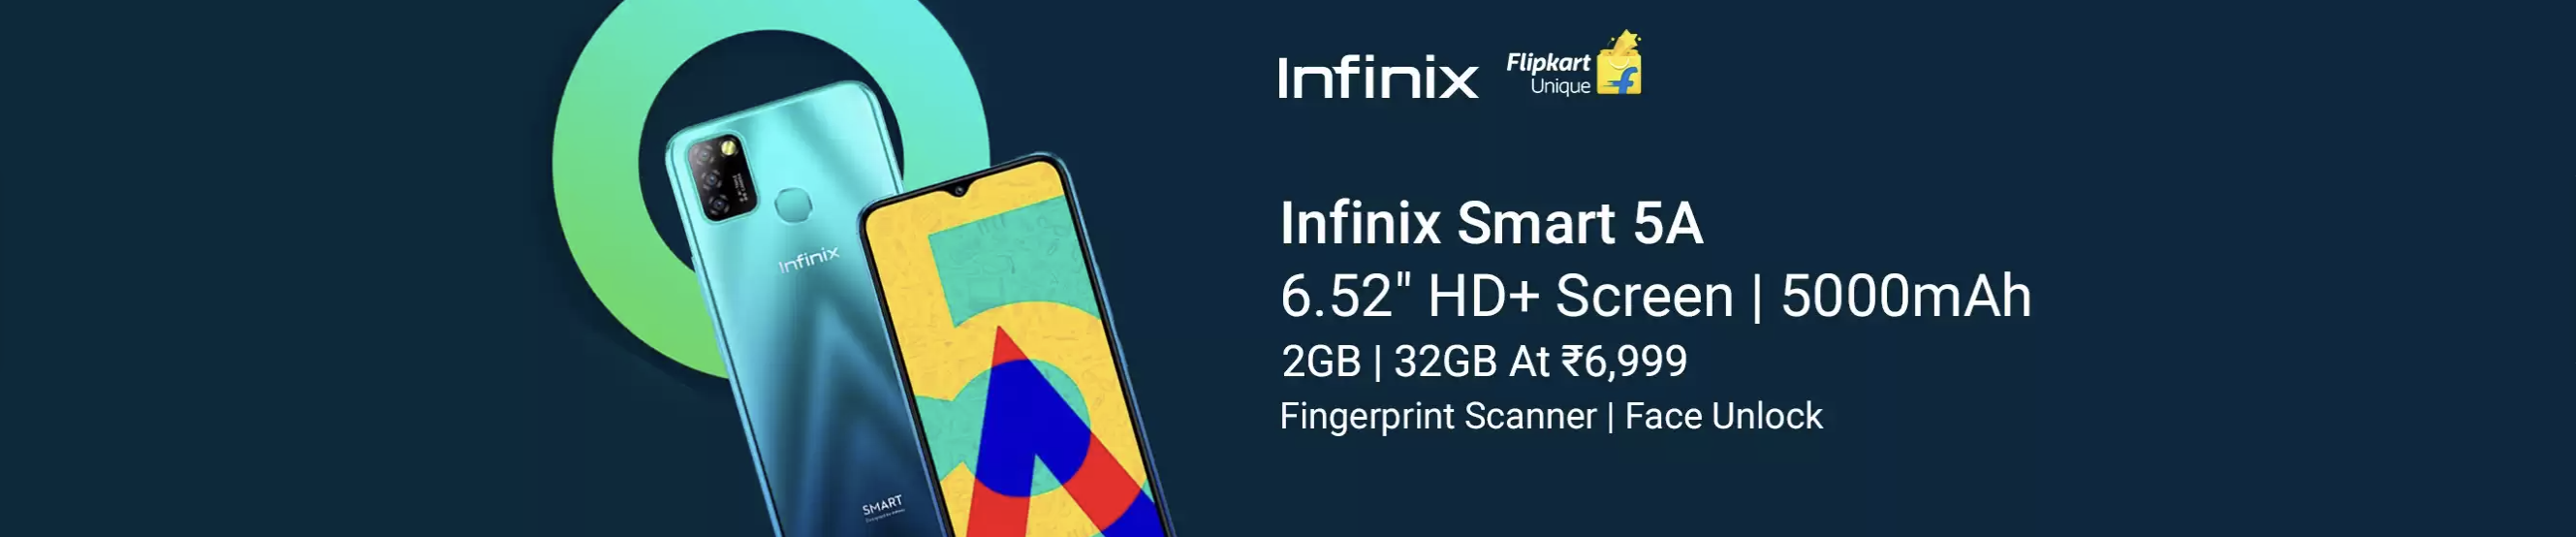 Infinix
Flipkart
Unique
Infinix
SMART
Infinix Smart 5A
6.52" HD+ Screen | 5000mAh
2GB | 32GB At ₹6,999
Fingerprint Scanner | Face Unlock